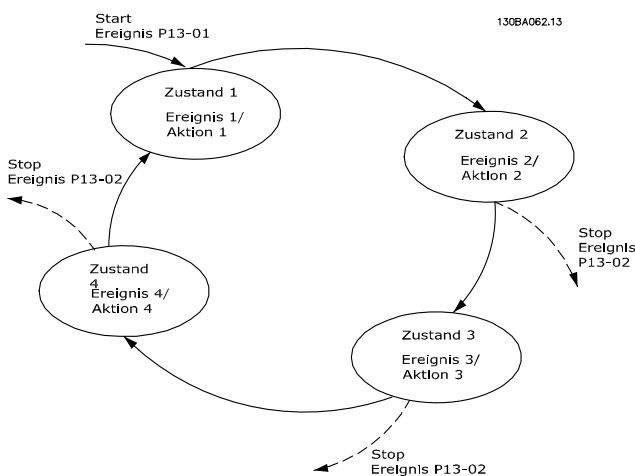 Start
Ereignis P13-01
130BA062.13
Zustand 1
Ereignis 1/
Aktion 1
Zustand 2
Ereignis 2/
Aktion 2
Stop
Ereignis P13-02
Stop
Ereignis
P13-02
Zustand
4
Ereignis 4/
Aktion 4
Zustand 3
Ereignis 3/
Aktion 3
Stop
Ereignis P13-02